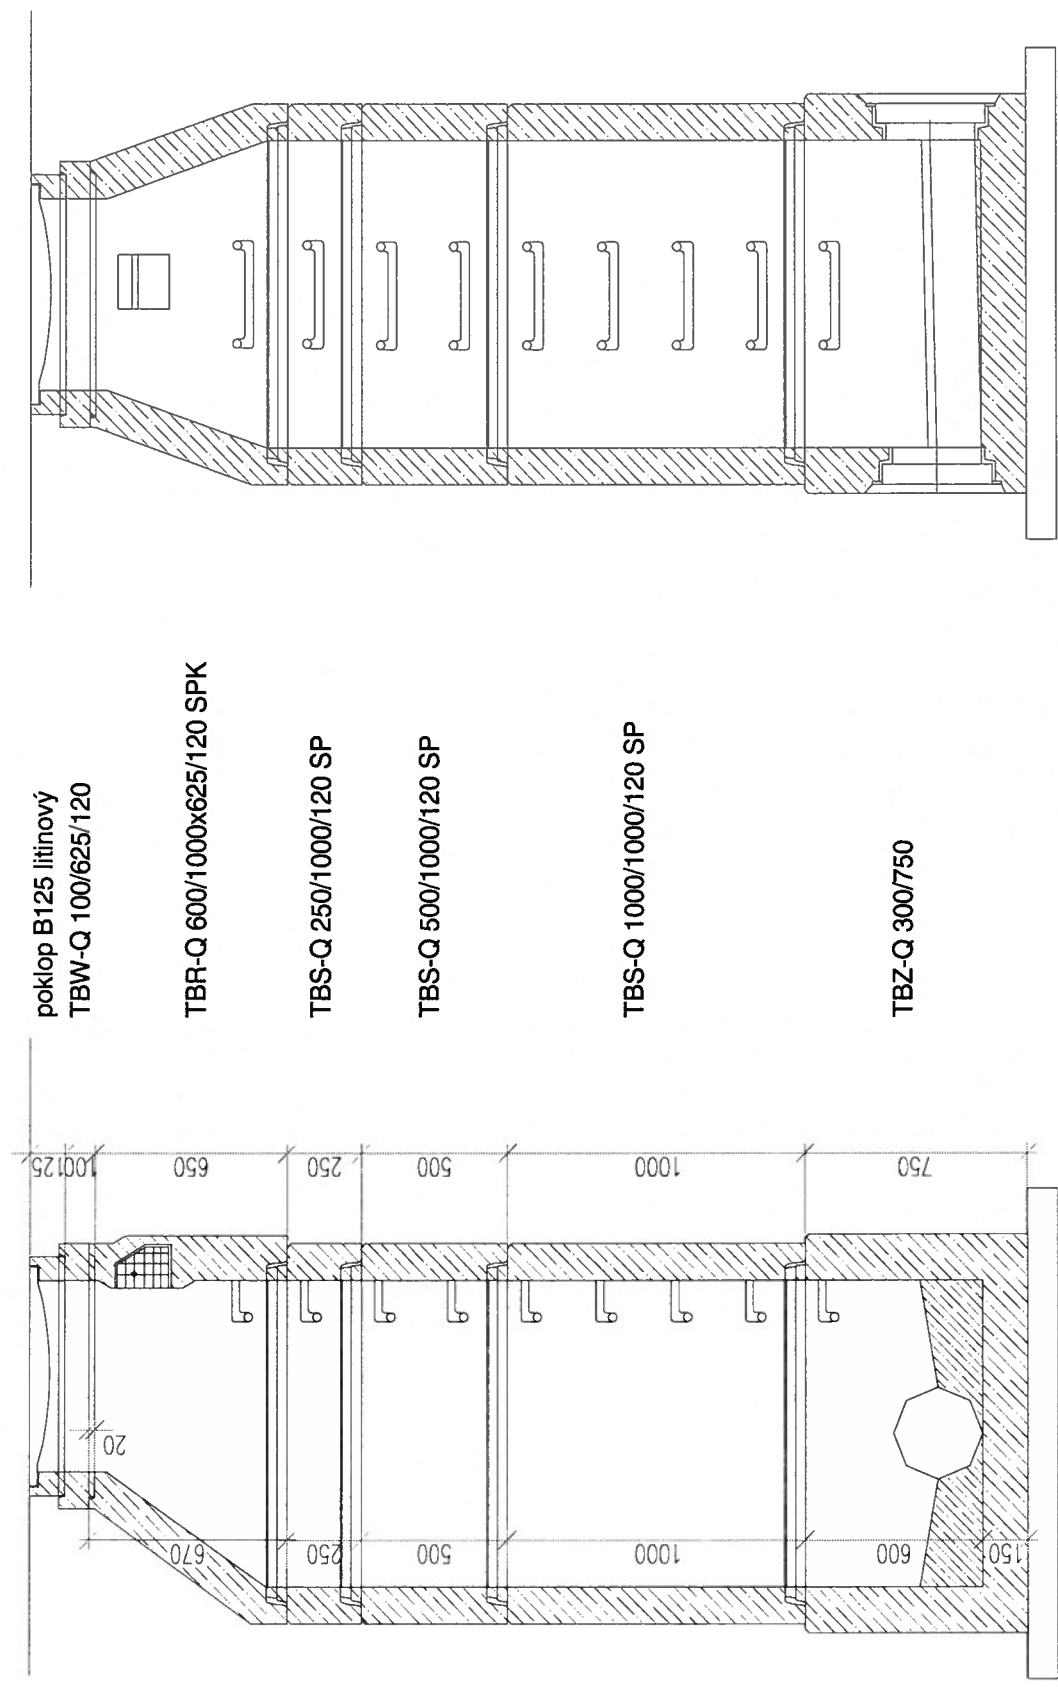 poklop B125 litinový
TBW-Q 100/625/120
TBR-Q 600/1000x625/120 SPK
TBS-Q 250/1000/120 SP
TBS-Q 500/1000/120 SP
TBS-Q 1000/1000/120 SP
TBZ-Q 300/750
125
100
650
250
500
1000
750
20
670
250
500
1000
600
150